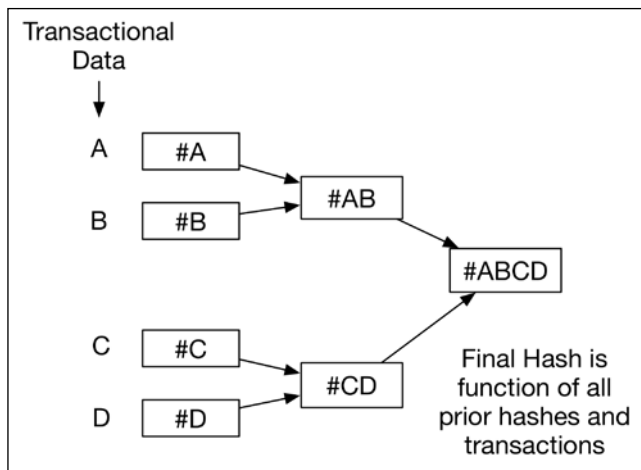 Transactional
Data
A #A
#AB
B #B
#ABCD
C #C
#CD
D #D
Final Hash is
function of all
prior hashes and
transactions